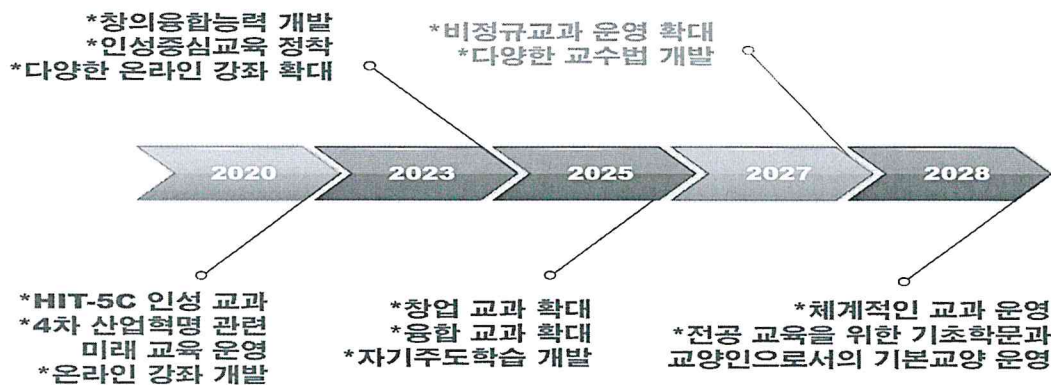 *창의융합능력 개발
*인성중심교육 정착
*다양한 온라인 강좌 확대
*비정규교과 운영 확대
*다양한 교수법 개발
2020
2023
2025
2027
2028
*HIT-5C 인성 교과
*4차 산업혁명 관련
미래 교육 운영
*온라인 강좌 개발
*창업 교과 확대
*융합 교과 확대
*자기주도학습 개발
*체계적인 교과 운영
*전공 교육을 위한 기초학문과
교양인으로서의 기본교양 운영